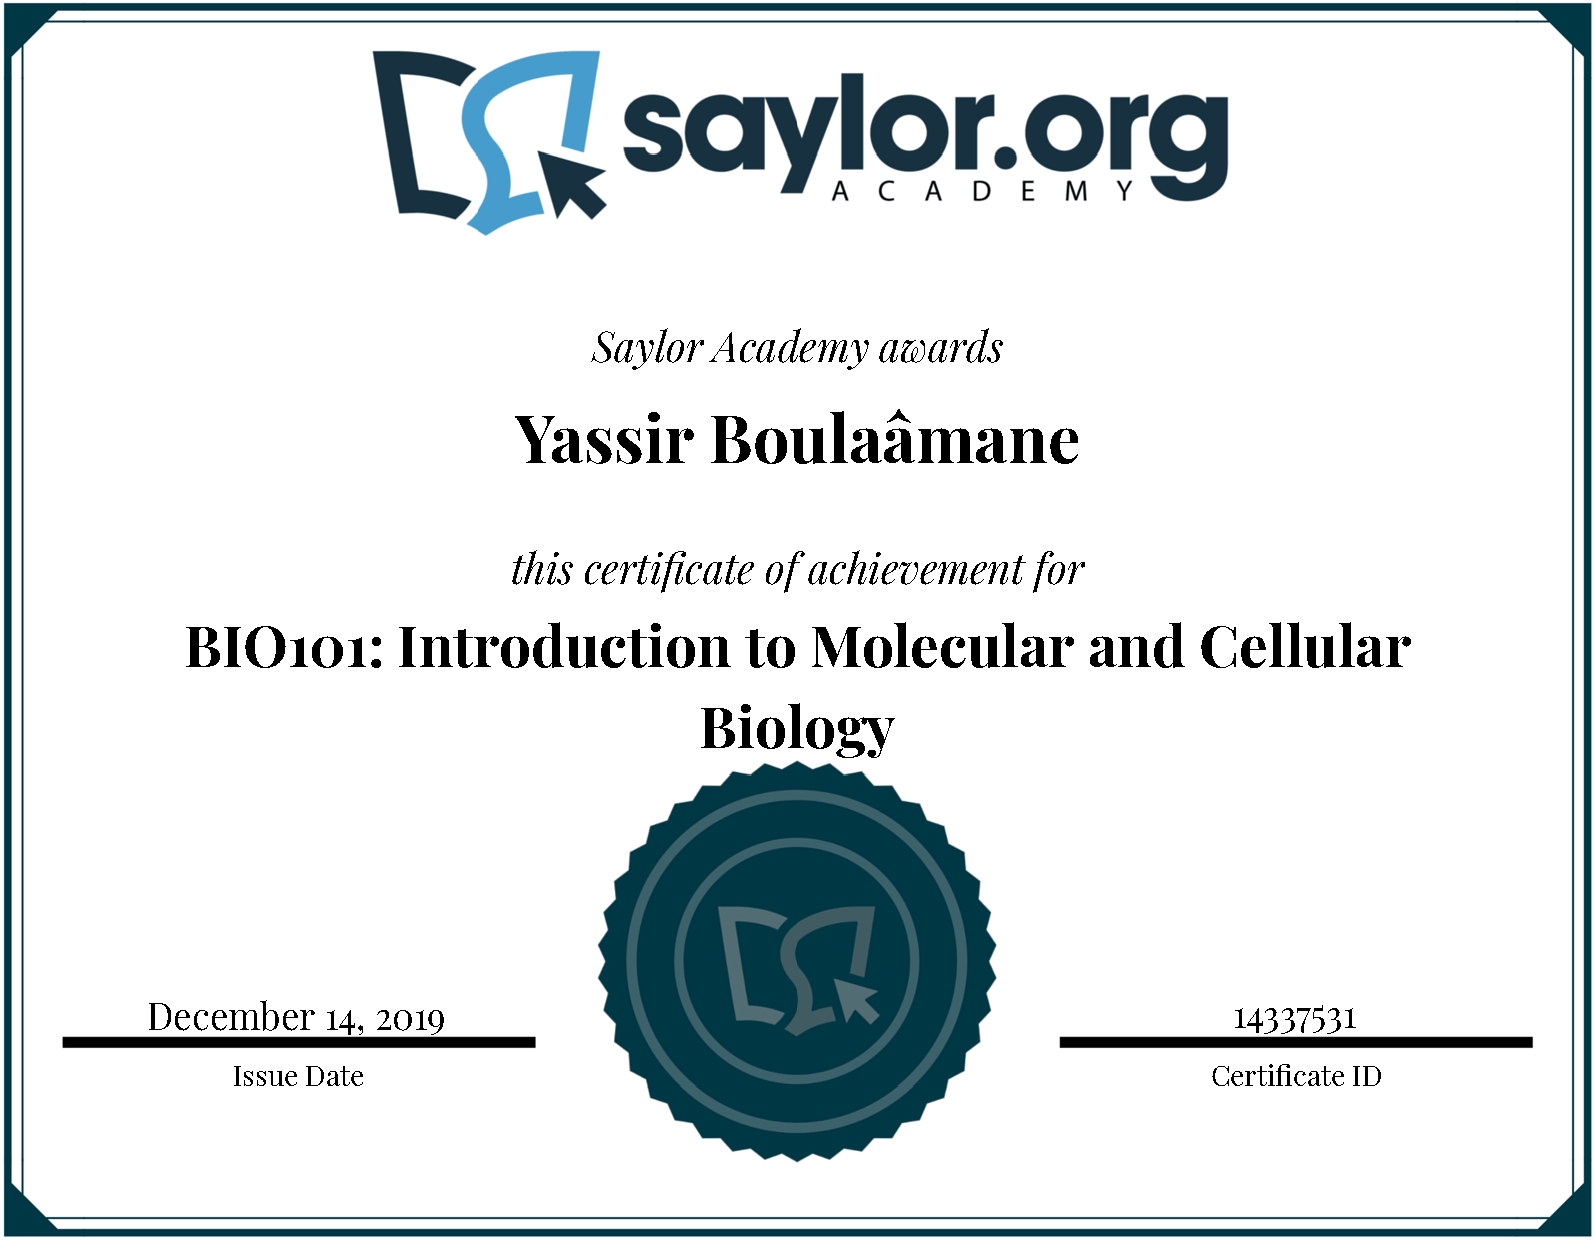 saylor.org
ACADEMY
Saylor Academy awards
Yassir Boulaâmane
this certificate of achievement for
BIO101: Introduction to Molecular and Cellular
Biology
December 14, 2019
Issue Date
14337531
Certificate ID